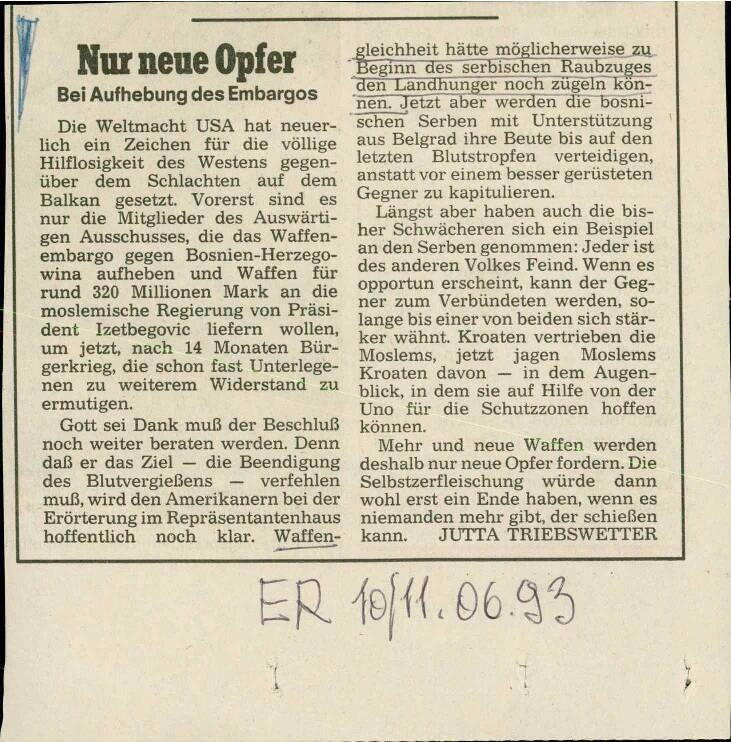 Nur neue Opfer
Bei Aufhebung des Embargos
Die Weltmacht USA hat neuer-
lich ein Zeichen für die völlige
Hilflosigkeit des Westens gegen-
über dem Schlachten auf dem
Balkan gesetzt. Vorerst sind es
nur die Mitglieder des Auswärti-
gen Ausschusses, die das Waffen-
embargo gegen Bosnien-Herzego-
wina aufheben und Waffen für
rund 320 Millionen Mark an die
moslemische Regierung von Präsi-
dent Izetbegovic liefern wollen,
um jetzt, nach 14 Monaten Bür-
gerkrieg, die schon fast Unterlege-
nen zu weiterem Widerstand zu
ermutigen.
Gott sei Dank muß der Beschluß
noch weiter beraten werden. Denn
daß er das Ziel — die Beendigung
des Blutvergießens — verfehlen
muß, wird den Amerikanern bei der
Erörterung im Repräsentantenhaus
hoffentlich noch klar. Waffen-
gleichheit hätte möglicherweise zu
Beginn des serbischen Raubzuges
den Landhunger noch zügeln kön-
nen. Jetzt aber werden die bosni-
schen Serben mit Unterstützung
aus Belgrad ihre Beute bis auf den
letzten Blutstropfen verteidigen,
anstatt vor einem besser gerüsteten
Gegner zu kapitulieren.
Längst aber haben auch die bis-
her Schwächeren sich ein Beispiel
an den Serben genommen: Jeder ist
des anderen Volkes Feind. Wenn es
opportun erscheint, kann der Geg-
ner zum Verbündeten werden, so-
lange bis einer von beiden sich stär-
ker wähnt. Kroaten vertrieben die
Moslems, jetzt jagen Moslems
Kroaten davon — in dem Augen-
blick, in dem sie auf Hilfe von der
Uno für die Schutzzonen hoffen
können.
Mehr und neue Waffen werden
deshalb nur neue Opfer fordern. Die
Selbstzerfleischung würde dann
wohl erst ein Ende haben, wenn es
niemanden mehr gibt, der schießen
kann. JUTTA TRIEBSWETTER
ER 10/11.06.93